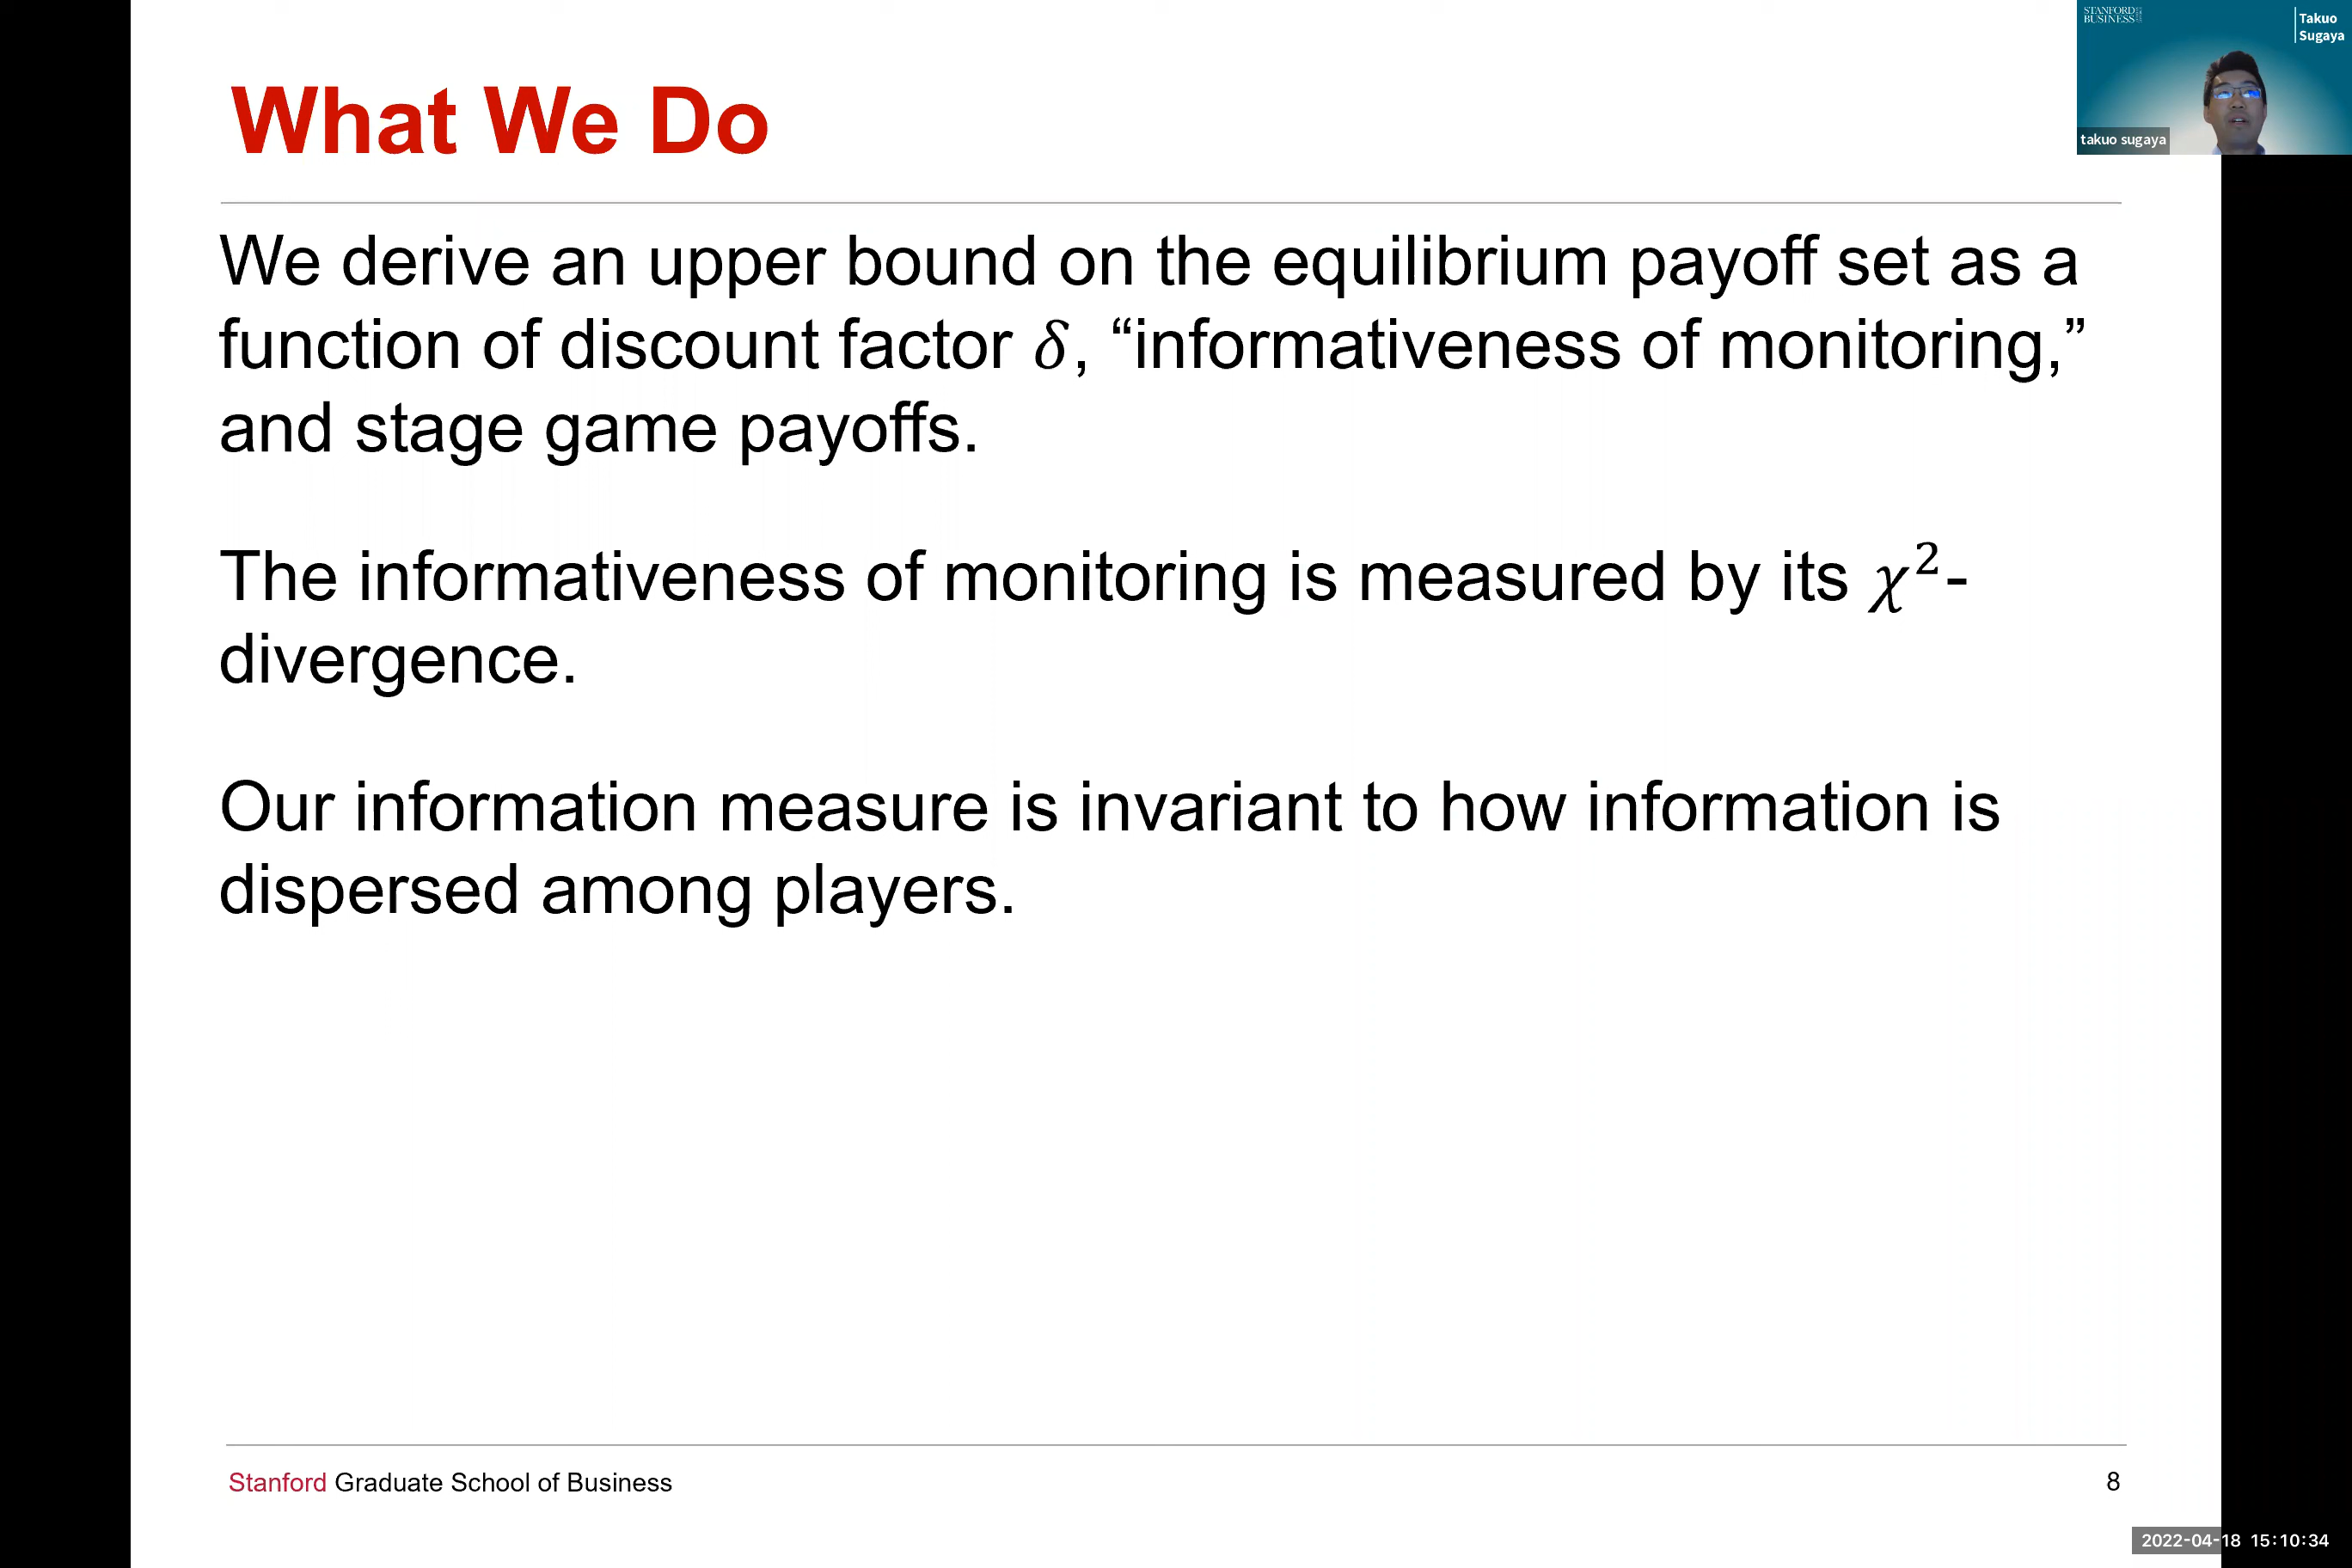 What We Do
We derive an upper bound on the equilibrium payoff set as a
function of discount factor 𝛿, “informativeness of monitoring,”
and stage game payoffs.
The informativeness of monitoring is measured by its 𝜒²-
divergence.
Our information measure is invariant to how information is
dispersed among players.
Stanford Graduate School of Business
8
STANFORD
BUSINESS
Takuo
Sugaya
takuo sugaya
2022-04-18 15:10:34